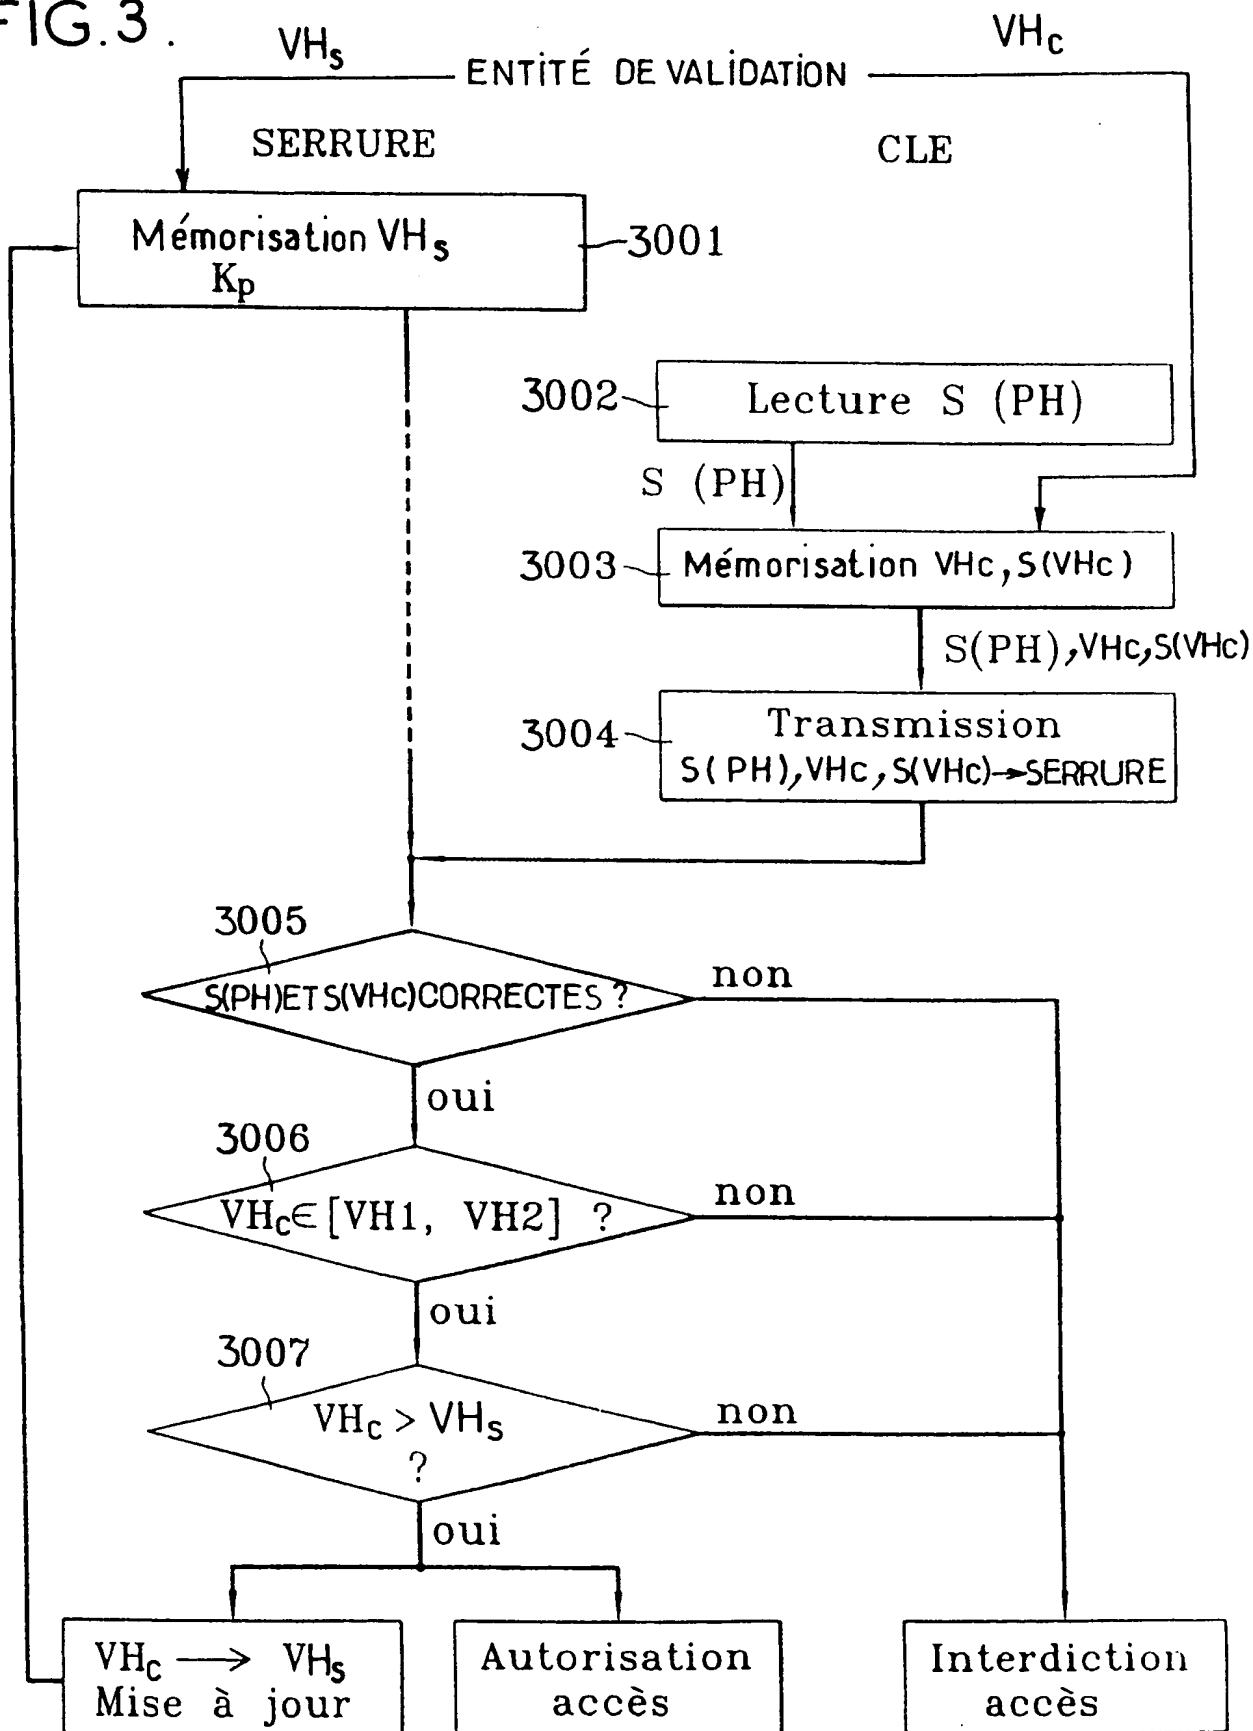 FIG.3.
VHs
VHc
ENTITÉ DE VALIDATION
SERRURE
CLE
Mémorisation VHs
Kp
3001
3002
Lecture S (PH)
S (PH)
3003
Mémorisation VHc, S(VHc)
S(PH),VHc,S(VHc)
3004
Transmission
S(PH),VHc,S(VHc)→SERRURE
3005
S(PH)ET S(VHc)CORRECTES ?
non
oui
3006
VHc∈[VH1, VH2] ?
non
oui
3007
VHc > VHs
?
non
oui
VHc → VHs
Mise à jour
Autorisation
accès
Interdiction
accès